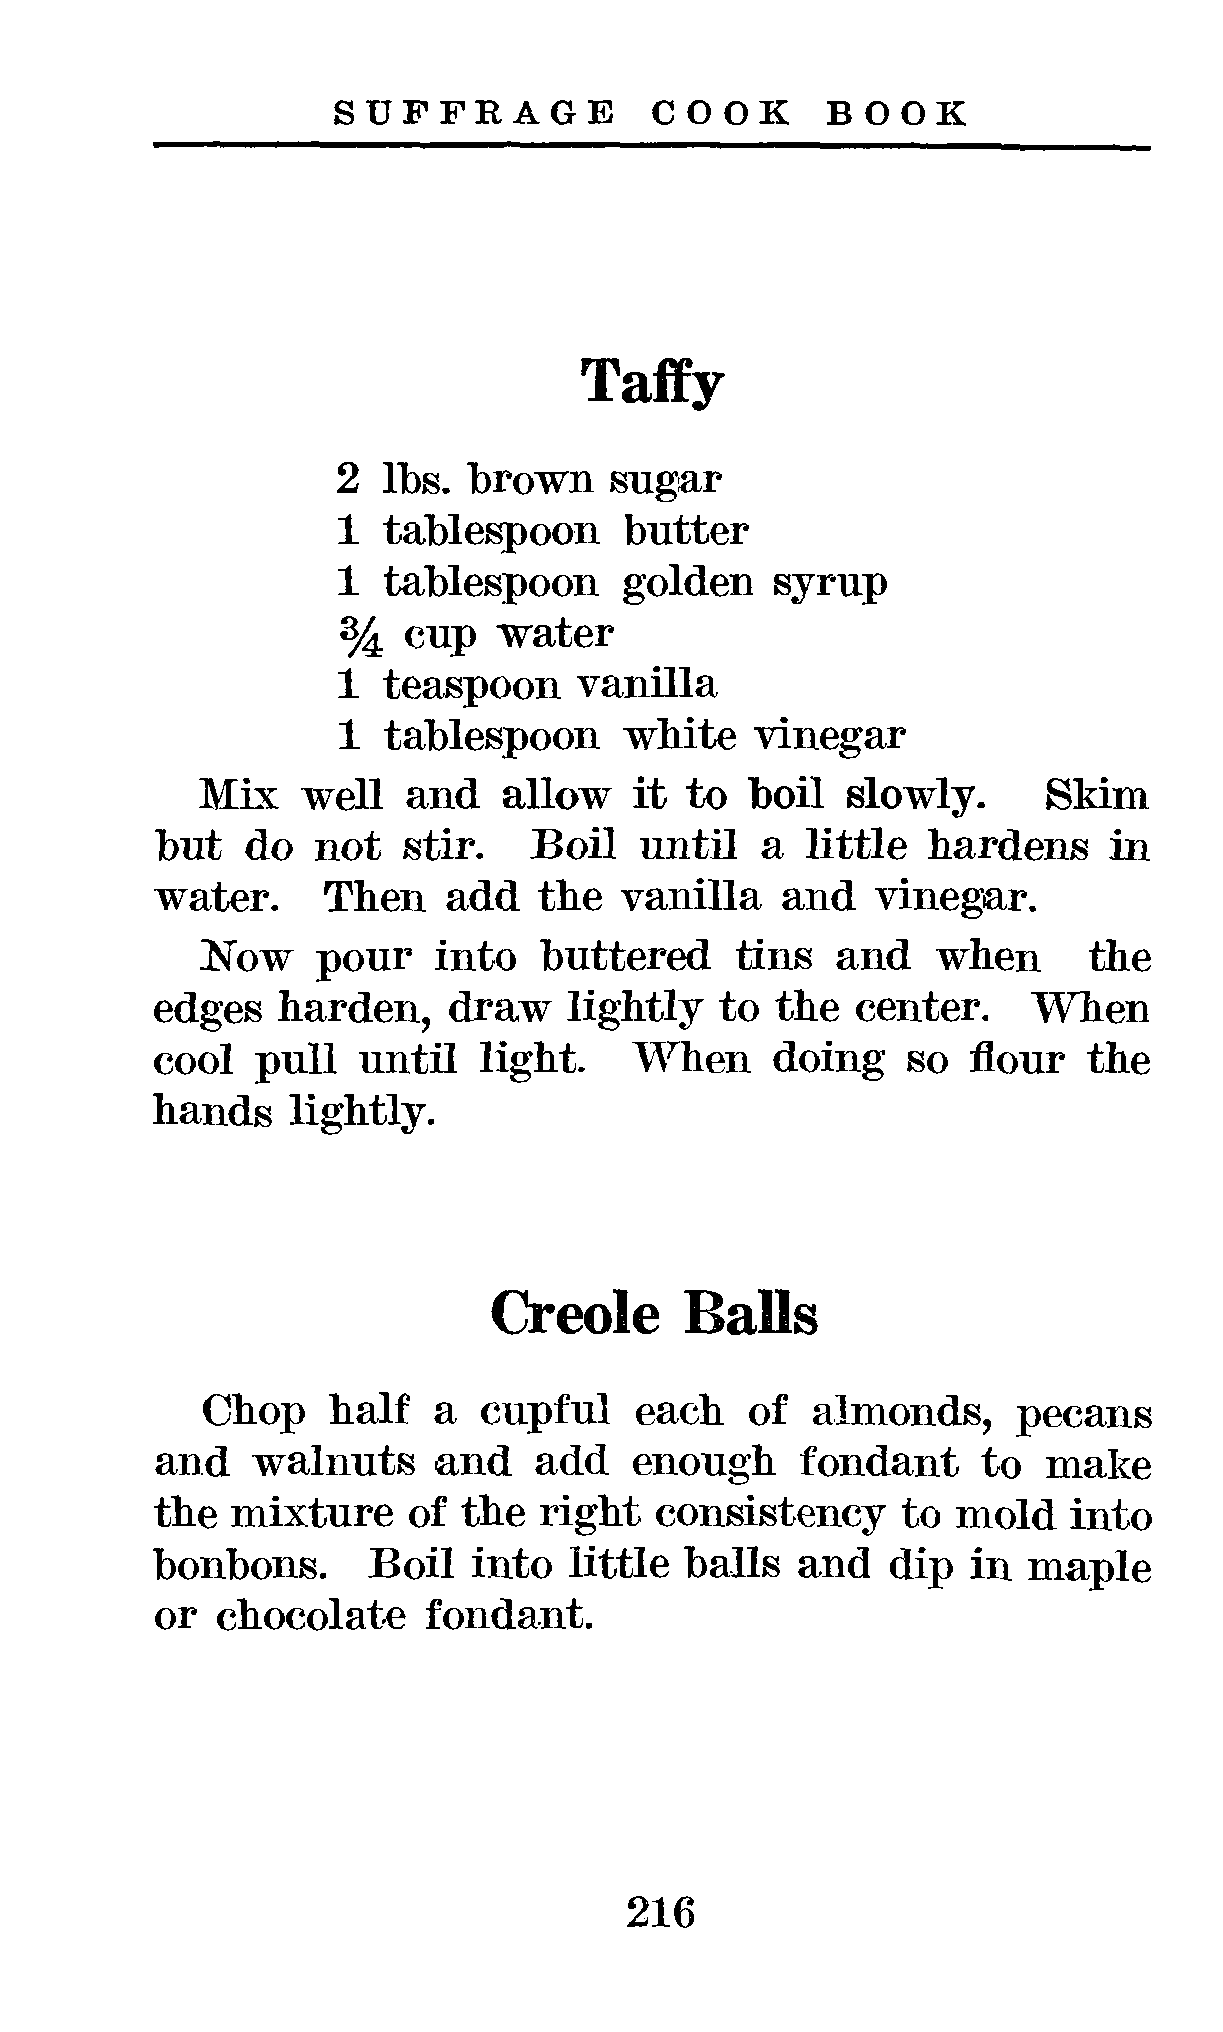 SUFFRAGE COOK BOOK
Taffy
2 lbs. brown sugar
1 tablespoon butter
1 tablespoon golden syrup
¾ cup water
1 teaspoon vanilla
1 tablespoon white vinegar
Mix well and allow it to boil slowly. Skim
but do not stir. Boil until a little hardens in
water. Then add the vanilla and vinegar.
Now pour into buttered tins and when the
edges harden, draw lightly to the center. When
cool pull until light. When doing so flour the
hands lightly.
Creole Balls
Chop half a cupful each of almonds, pecans
and walnuts and add enough fondant to make
the mixture of the right consistency to mold into
bonbons. Boil into little balls and dip in maple
or chocolate fondant.
216